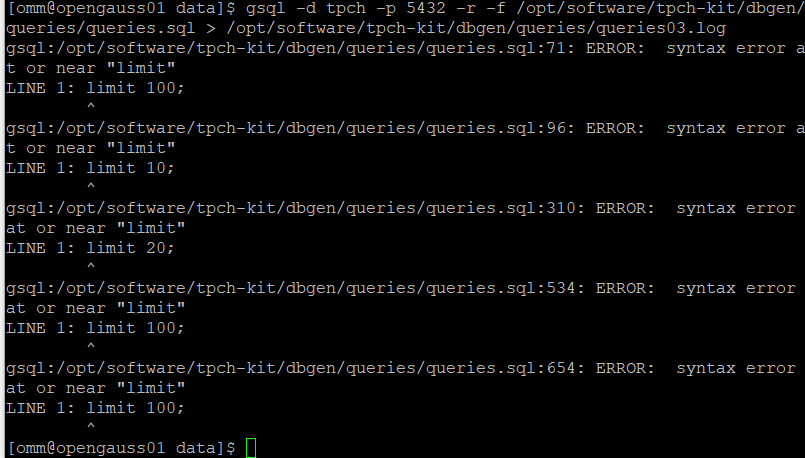 [omm@opengauss01 data]$ gsql -d tpch -p 5432 -r -f /opt/software/tpch-kit/dbgen/
queries/queries.sql > /opt/software/tpch-kit/dbgen/queries/queries03.log
gsql:/opt/software/tpch-kit/dbgen/queries/queries.sql:71: ERROR:  syntax error a
t or near "limit"
LINE 1: limit 100;
        ^
gsql:/opt/software/tpch-kit/dbgen/queries/queries.sql:96: ERROR:  syntax error a
t or near "limit"
LINE 1: limit 10;
        ^
gsql:/opt/software/tpch-kit/dbgen/queries/queries.sql:310: ERROR:  syntax error
at or near "limit"
LINE 1: limit 20;
        ^
gsql:/opt/software/tpch-kit/dbgen/queries/queries.sql:534: ERROR:  syntax error
at or near "limit"
LINE 1: limit 100;
        ^
gsql:/opt/software/tpch-kit/dbgen/queries/queries.sql:654: ERROR:  syntax error
at or near "limit"
LINE 1: limit 100;
        ^
[omm@opengauss01 data]$